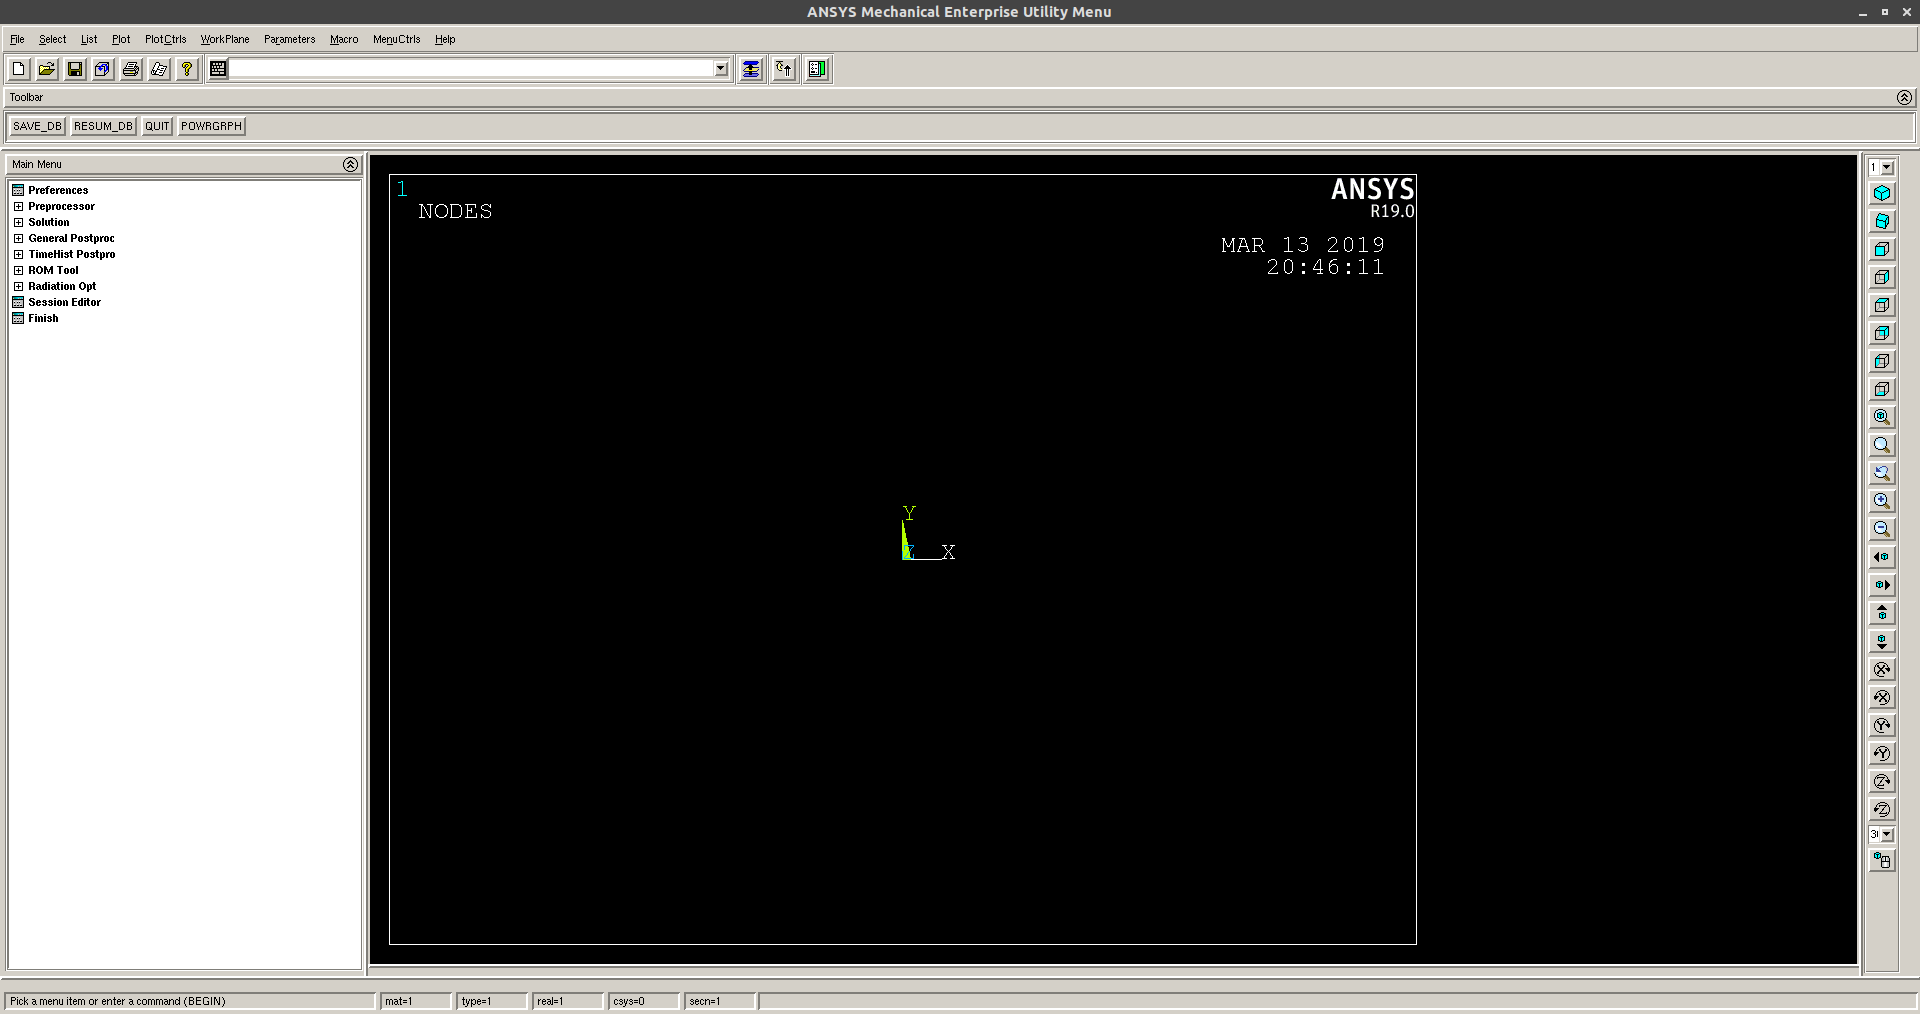 ANSYS Mechanical Enterprise Utility Menu
File Select List Plot PlotCtrls WorkPlane Parameters Macro MenuCtrls Help
Toolbar
SAVE_DB RESUM_DB QUIT POWRGRPH
Main Menu
Preferences
Preprocessor
Solution
General Postproc
TimeHist Postpro
ROM Tool
Radiation Opt
Session Editor
Finish
1
NODES
ANSYS
R19.0
MAR 13 2019
20:46:11
Y
Z X
1
Pick a menu item or enter a command (BEGIN) mat=1 type=1 real=1 csys=0 secn=1